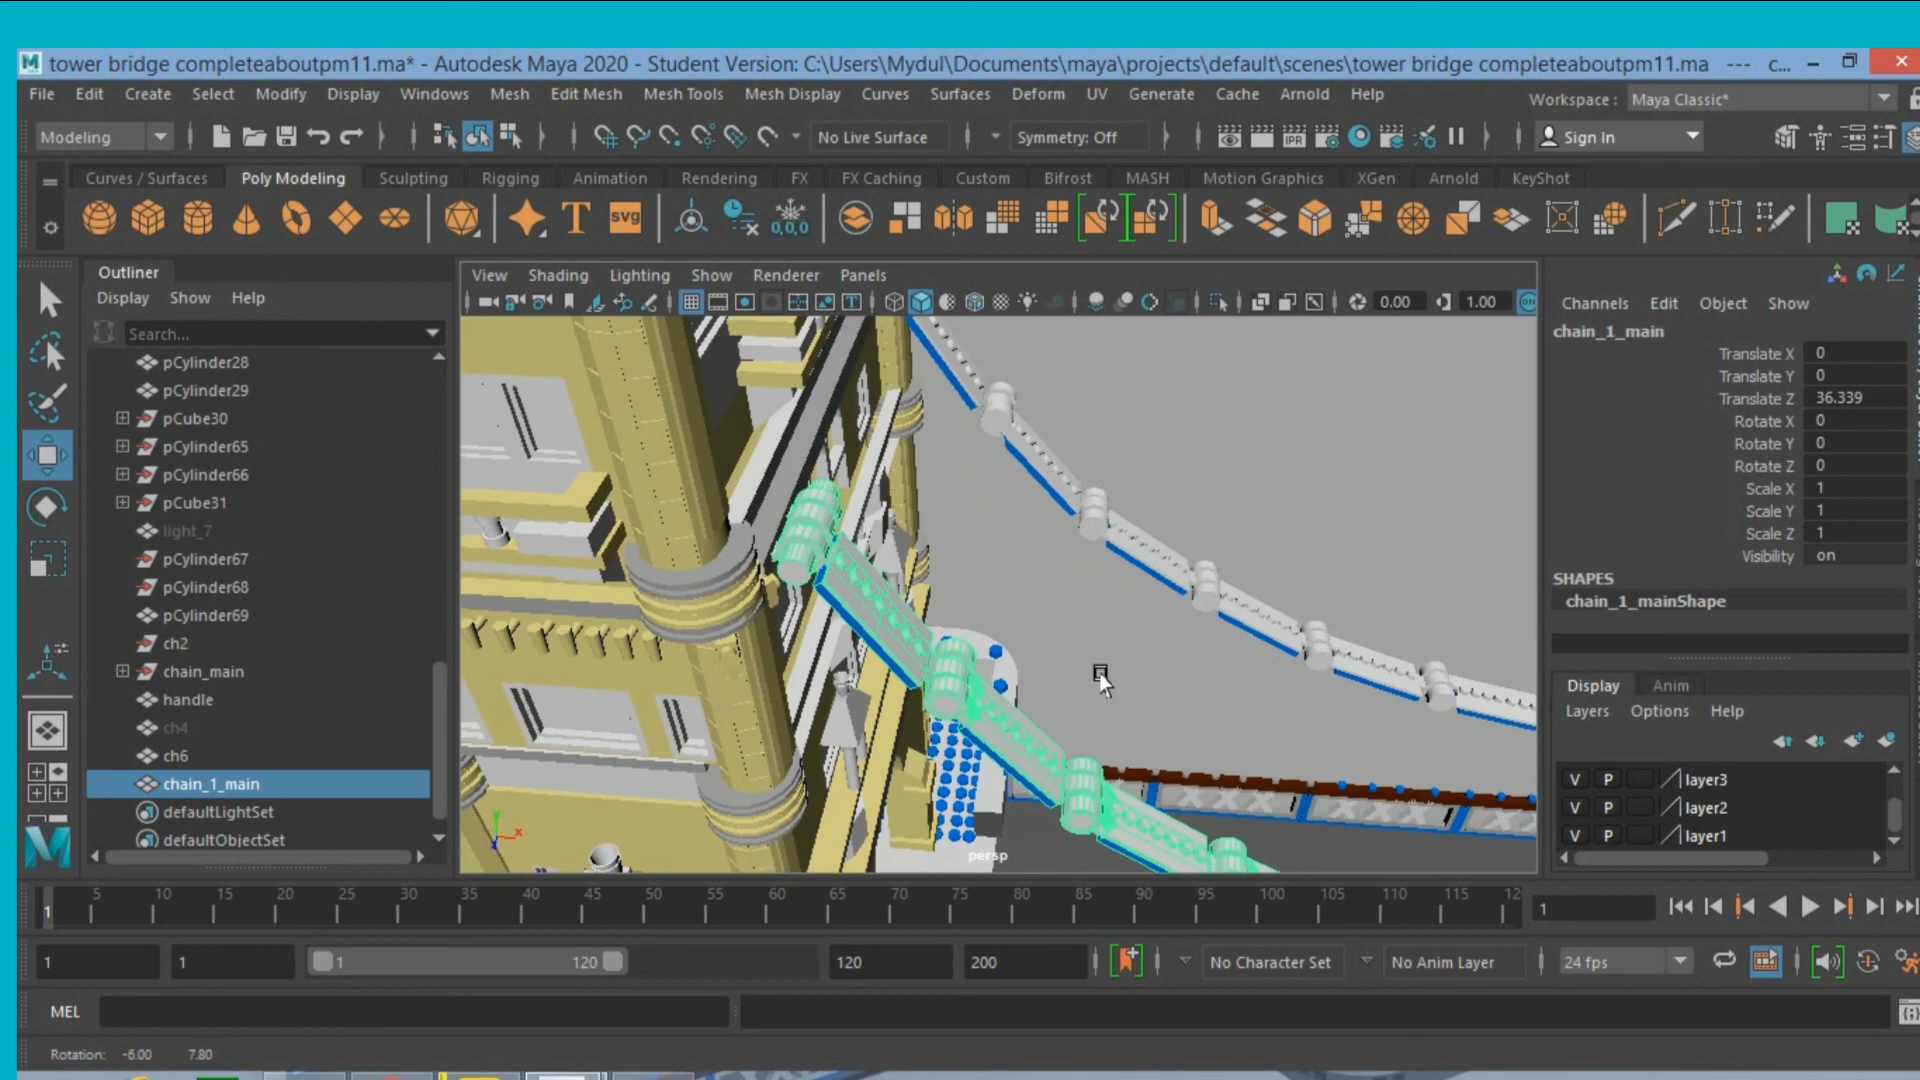 tower bridge completeaboutpm11.ma* - Autodesk Maya 2020 - Student Version: C:\Users\Mydul\Documents\maya\projects\default\scenes\tower bridge completeaboutpm11.ma --- c...
File Edit Create Select Modify Display Windows Mesh Edit Mesh Mesh Tools Mesh Display Curves Surfaces Deform UV Generate Cache Arnold Help Workspace : Maya Classic*
Modeling No Live Surface Symmetry: Off IPR Sign In
Curves / Surfaces Poly Modeling Sculpting Rigging Animation Rendering FX FX Caching Custom Bifrost MASH Motion Graphics XGen Arnold KeyShot
T SVG 0,0,0
Outliner
Display Show Help
Search...
pCylinder28
pCylinder29
pCube30
pCylinder65
pCylinder66
pCube31
light_7
pCylinder67
pCylinder68
pCylinder69
ch2
chain_main
handle
ch4
ch6
chain_1_main
defaultLightSet
defaultObjectSet
View Shading Lighting Show Renderer Panels
0.00 1.00
x
persp
Channels Edit Object Show
chain_1_main
Translate X 0
Translate Y 0
Translate Z 36.339
Rotate X 0
Rotate Y 0
Rotate Z 0
Scale X 1
Scale Y 1
Scale Z 1
Visibility on
SHAPES
chain_1_mainShape
Display Anim
Layers Options Help
V P layer3
V P layer2
V P layer1
1 5 10 15 20 25 30 35 40 45 50 55 60 65 70 75 80 85 90 95 100 105 110 115 12 1
1 1 1 120 120 200 No Character Set No Anim Layer 24 fps
MEL
Rotation: -6.00 7.80